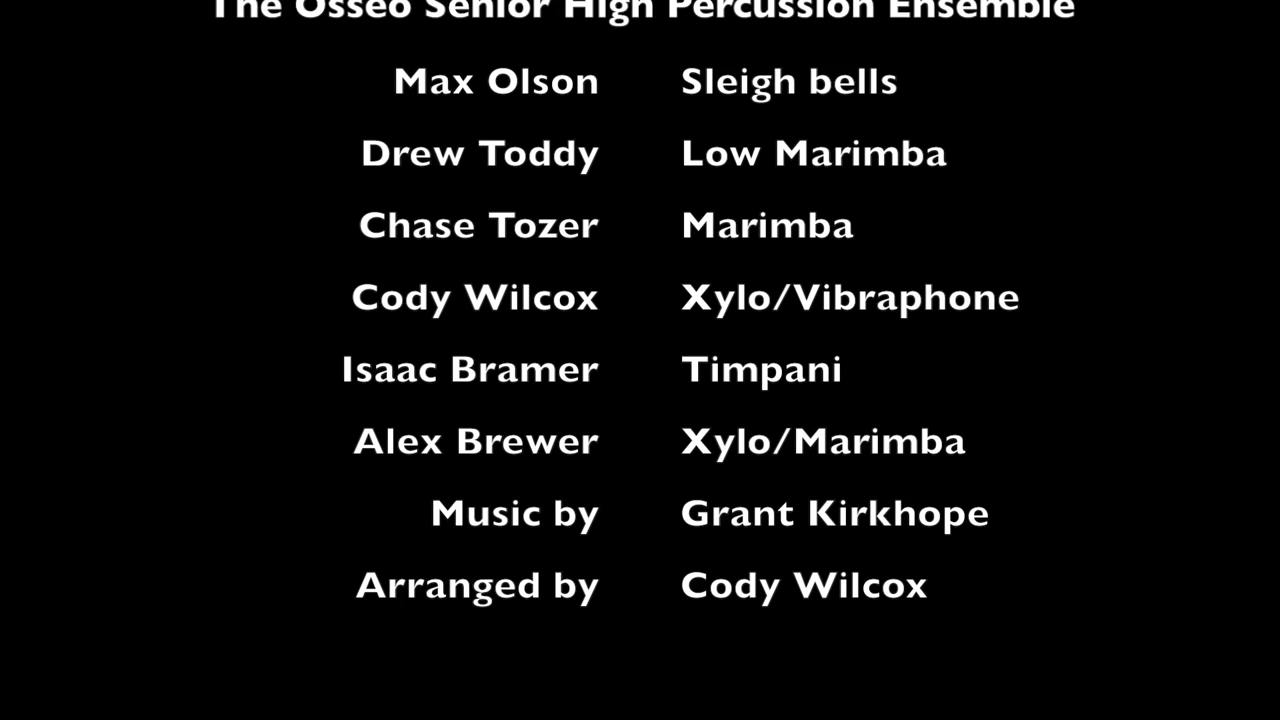 The Osseo Senior High Percussion Ensemble
Max Olson Sleigh bells
Drew Toddy Low Marimba
Chase Tozer Marimba
Cody Wilcox Xylo/Vibraphone
Isaac Bramer Timpani
Alex Brewer Xylo/Marimba
Music by Grant Kirkhope
Arranged by Cody Wilcox